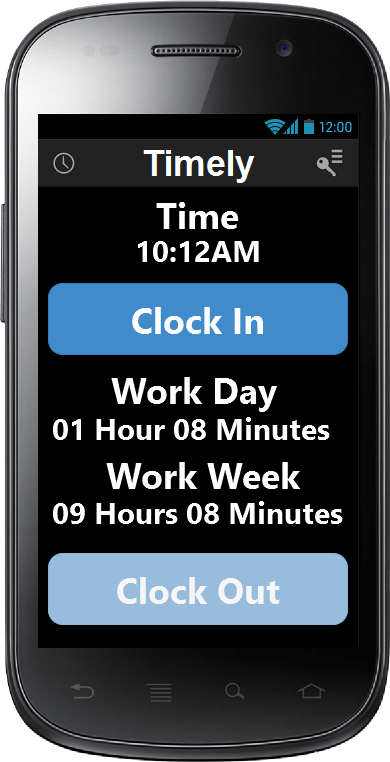 12:00
Timely
Time
10:12AM
Clock In
Work Day
01 Hour 08 Minutes
Work Week
09 Hours 08 Minutes
Clock Out